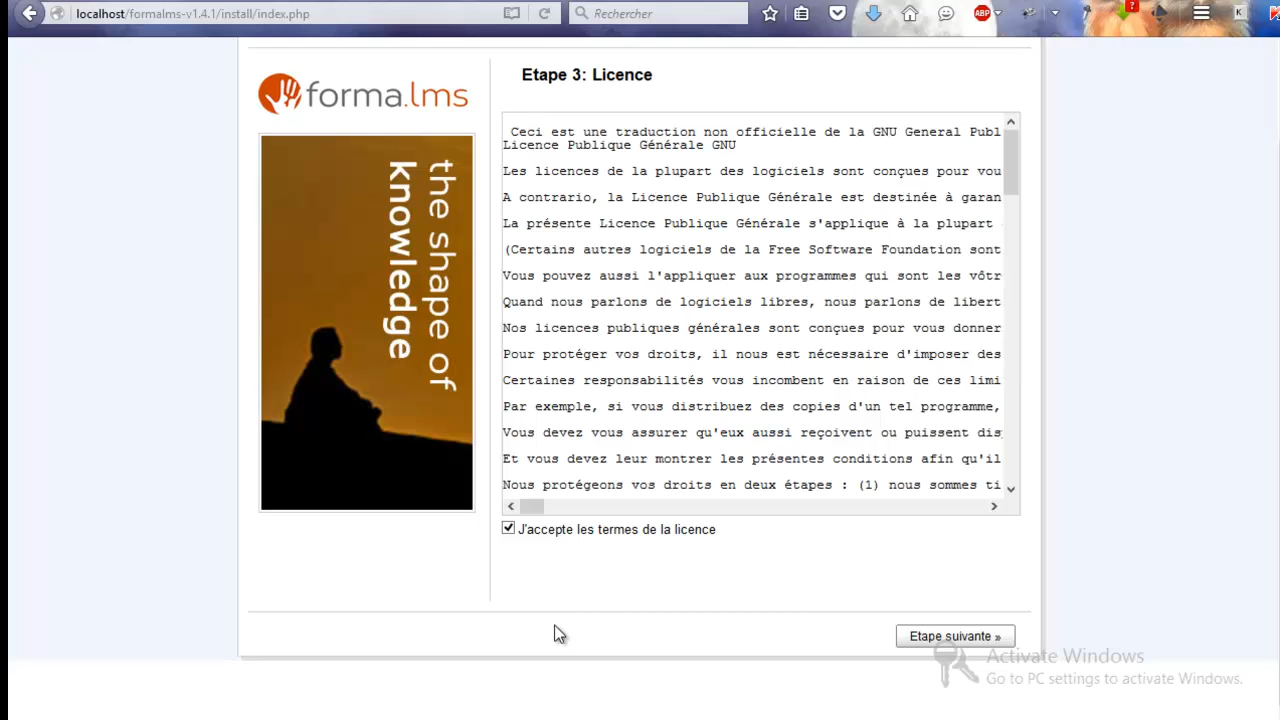 localhost/formalms-v1.4.1/install/index.php
Rechercher
ABP
?
K
forma.lms
the shape of
knowledge
Etape 3: Licence
Ceci est une traduction non officielle de la GNU General Publ
Licence Publique Générale GNU
Les licences de la plupart des logiciels sont conçues pour vou
A contrario, la Licence Publique Générale est destinée à garan
La présente Licence Publique Générale s'applique à la plupart
(Certains autres logiciels de la Free Software Foundation sont
Vous pouvez aussi l'appliquer aux programmes qui sont les vôtr
Quand nous parlons de logiciels libres, nous parlons de libert
Nos licences publiques générales sont conçues pour vous donner
Pour protéger vos droits, il nous est nécessaire d'imposer des
Certaines responsabilités vous incombent en raison de ces limi
Par exemple, si vous distribuez des copies d'un tel programme,
Vous devez vous assurer qu'eux aussi reçoivent ou puissent dis
Et vous devez leur montrer les présentes conditions afin qu'il
Nous protégeons vos droits en deux étapes : (1) nous sommes ti
J'accepte les termes de la licence
Etape suivante »
Activate Windows
Go to PC settings to activate Windows.